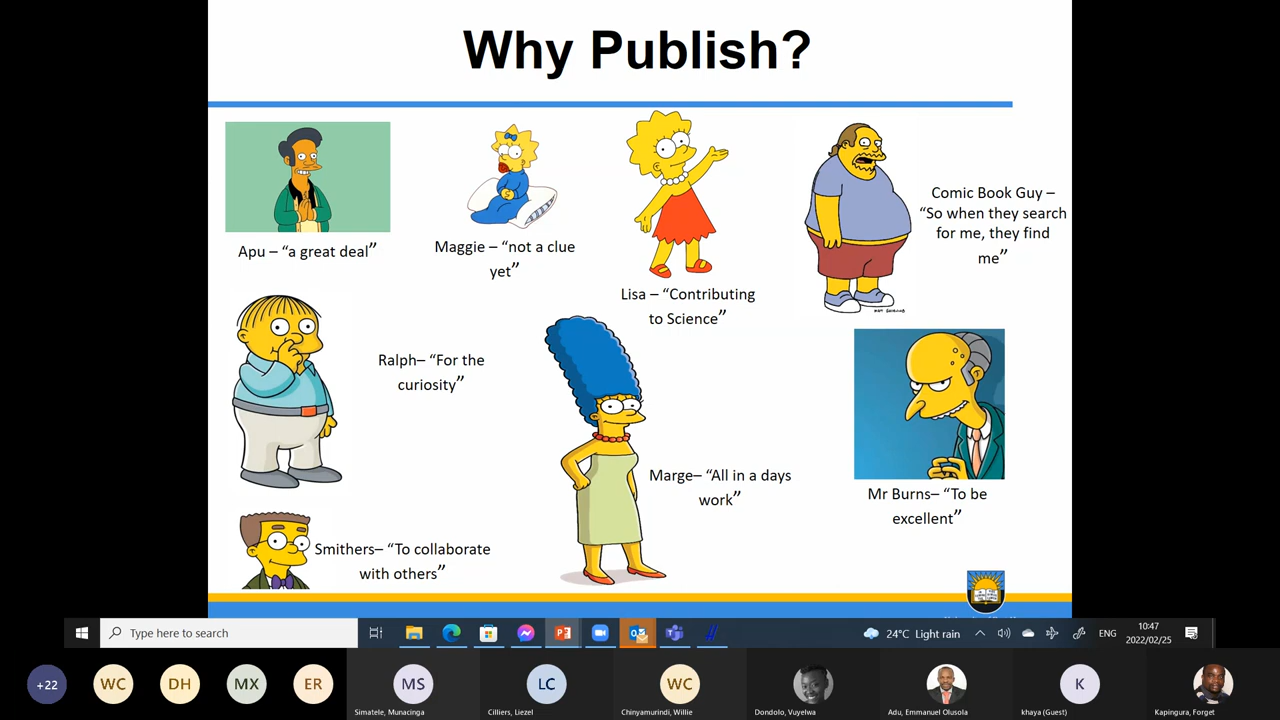 Why Publish?
Apu – “a great deal”
Maggie – “not a clue
yet”
Lisa – “Contributing
to Science”
Comic Book Guy –
“So when they search
for me, they find
me”
Ralph– “For the
curiosity”
Marge– “All in a days
work”
Mr Burns– “To be
excellent”
Smithers– “To collaborate
with others”
Type here to search
24°C Light rain
ENG
10:47
2022/02/25
+22
WC
DH
MX
ER
MS
Simatele, Munacinga
LC
Cilliers, Liezel
WC
Chinyamurindi, Willie
Dondolo, Vuyelwa
Adu, Emmanuel Olusola
K
khaya (Guest)
Kapingura, Forget